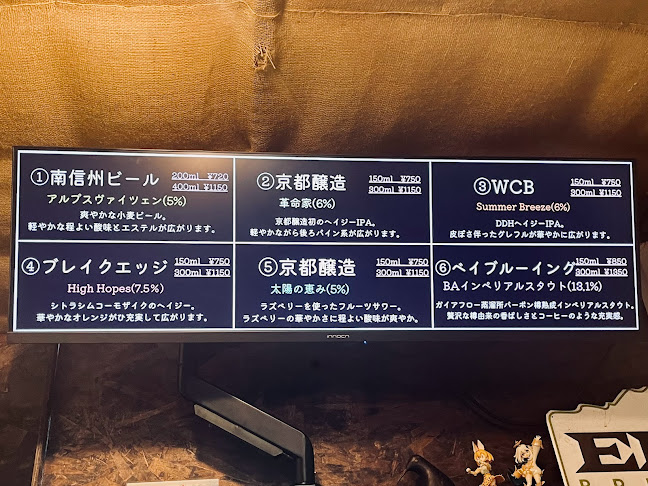 ①南信州ビール 200ml ¥720
400ml ¥1150
アルプスヴァイツェン(5%)
爽やかな小麦ビール。
軽やかな程よい酸味とエステルが広がります。
②京都醸造 150ml ¥750
300ml ¥1150
革命家(6%)
京都醸造初のヘイジーIPA。
軽やかながら後ろパイン系が広がります。
③WCB 150ml ¥750
300ml ¥1150
Summer Breeze(6%)
DDHヘイジーIPA。
皮ぽさ伴ったグレフルが華やかに広がります。
④ブレイクエッジ 150ml ¥750
300ml ¥1150
High Hopes(7.5%)
シトラシムコーモザイクのヘイジー。
華やかなオレンジがひ充実して広がります。
⑤京都醸造 150ml ¥750
300ml ¥1150
太陽の恵み(5%)
ラズベリーを使ったフルーツサワー。
ラズベリーの華やかさに程よい酸味が爽やか。
⑥ベイブルーイング 150ml ¥850
300ml ¥1350
BAインペリアルスタウト(13,1%)
ガイアフロー蒸溜所バーボン樽熟成インペリアルスタウト。
贅沢な樽由来の香ばしさとコーヒーのような充実感。
INNOCN